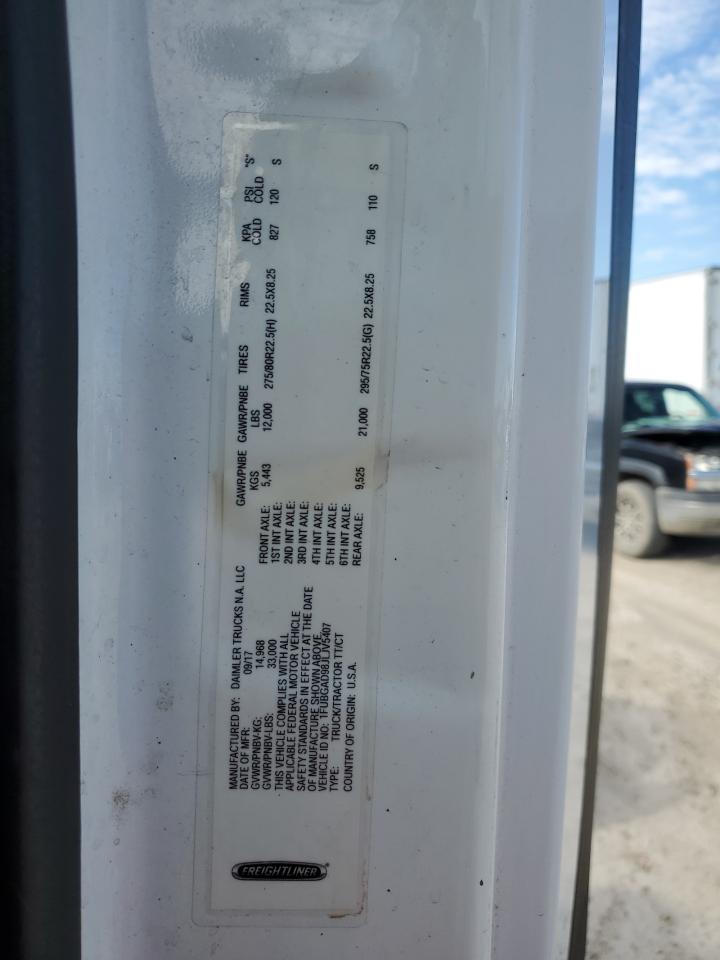 FREIGHTLINER
MANUFACTURED BY: DAIMLER TRUCKS N.A. LLC
DATE OF MFR: 09/17
GVWR/PNBV-KG: 14,968
GVWR/PNBV-LBS: 33,000
THIS VEHICLE COMPLIES WITH ALL
APPLICABLE FEDERAL MOTOR VEHICLE
SAFETY STANDARDS IN EFFECT AT THE DATE
OF MANUFACTURE SHOWN ABOVE.
VEHICLE ID NO: 1FUBGAD98JLJV5407
TYPE: TRUCK/TRACTOR TT/CT
COUNTRY OF ORIGIN: U.S.A.
GAWR/PNBE GAWR/PNBE TIRES RIMS KPA PSI "S"
KGS LBS COLD COLD
FRONT AXLE: 5,443 12,000 275/80R22.5(H) 22.5X8.25 827 120 S
1ST INT AXLE:
2ND INT AXLE:
3RD INT AXLE:
4TH INT AXLE:
5TH INT AXLE:
6TH INT AXLE:
REAR AXLE: 9,525 21,000 295/75R22.5(G) 22.5X8.25 758 110 S